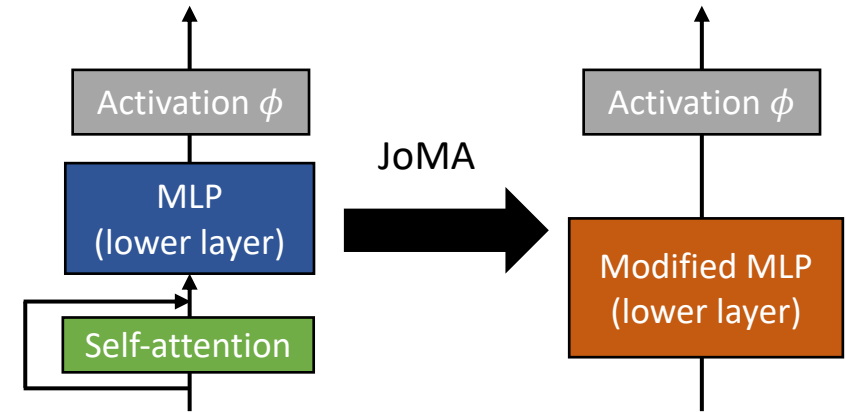 Activation ϕ
MLP
(lower layer)
Self-attention
JoMA
Activation ϕ
Modified MLP
(lower layer)